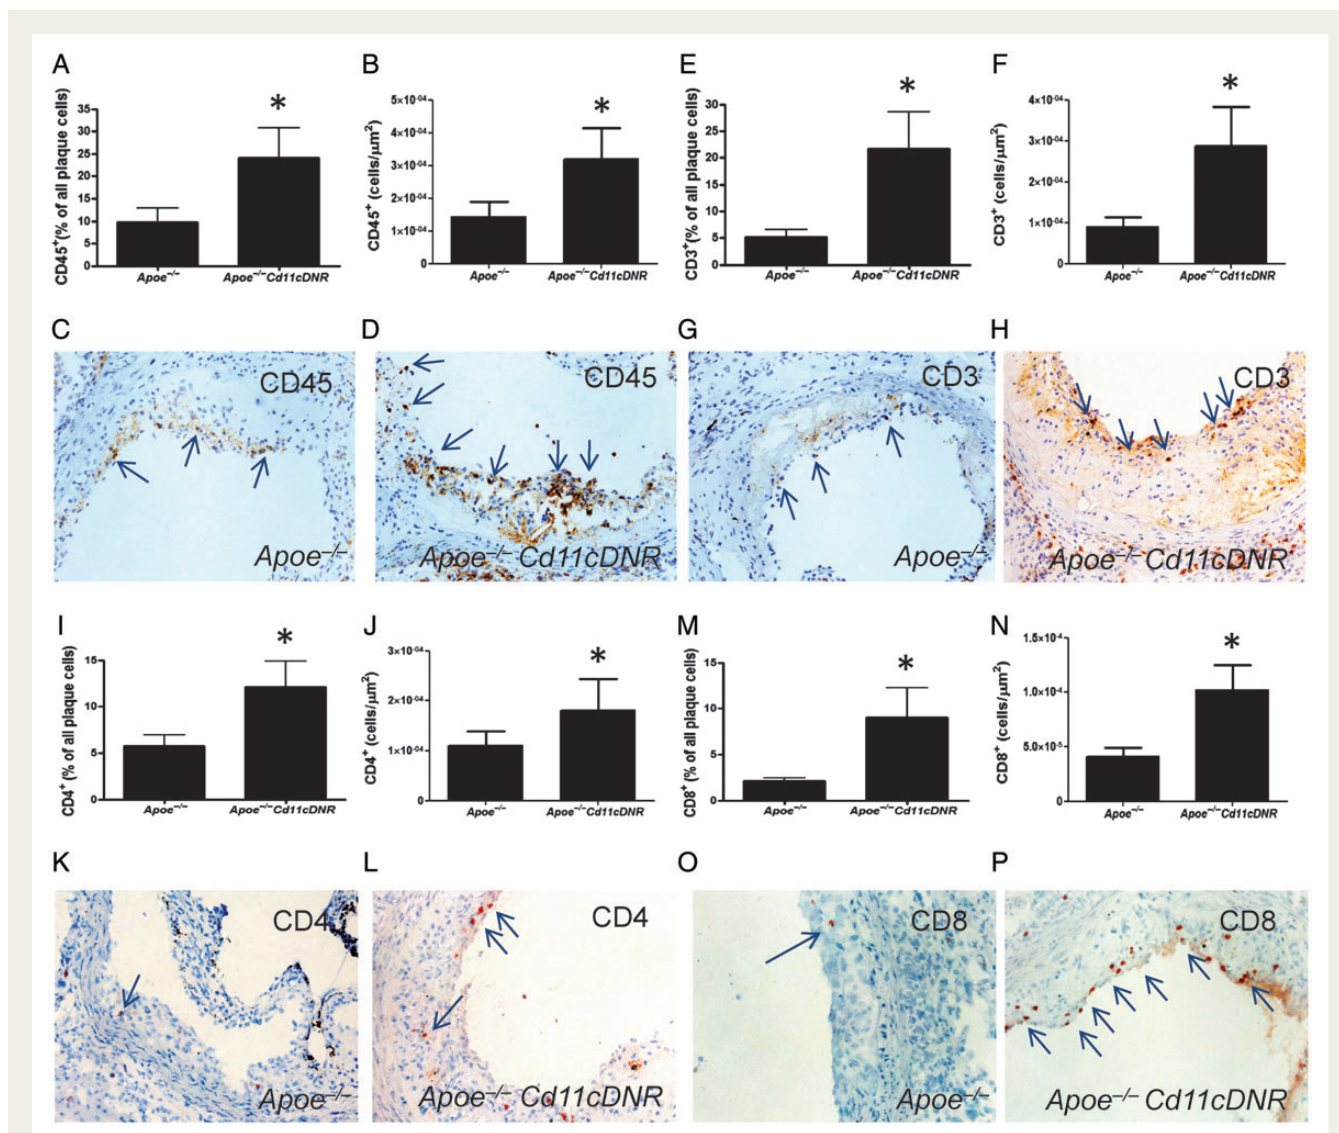 A
CD45⁺(% of all plaque cells)
35
30
25
20
15
10
5
0
Apoe⁻/⁻ Apoe⁻/⁻Cd11cDNR
*
B
CD45⁺ (cells/µm²)
5×10⁻⁰⁴
4×10⁻⁰⁴
3×10⁻⁰⁴
2×10⁻⁰⁴
1×10⁻⁰⁴
0
Apoe⁻/⁻ Apoe⁻/⁻Cd11cDNR
*
E
CD3⁺(% of all plaque cells)
30
25
20
15
10
5
0
Apoe⁻/⁻ Apoe⁻/⁻Cd11cDNR
*
F
CD3⁺ (cells/µm²)
4×10⁻⁰⁴
3×10⁻⁰⁴
2×10⁻⁰⁴
1×10⁻⁰⁴
0
Apoe⁻/⁻ Apoe⁻/⁻Cd11cDNR
*
C
CD45
Apoe⁻/⁻
D
CD45
Apoe⁻/⁻ Cd11cDNR
G
CD3
Apoe⁻/⁻
H
CD3
Apoe⁻/⁻ Cd11cDNR
I
CD4⁺ (% of all plaque cells)
15
10
5
0
Apoe⁻/⁻ Apoe⁻/⁻Cd11cDNR
*
J
CD4⁺ (cells/µm²)
3×10⁻⁰⁴
2×10⁻⁰⁴
1×10⁻⁰⁴
0
Apoe⁻/⁻ Apoe⁻/⁻Cd11cDNR
*
M
CD8⁺ (% of all plaque cells)
15
10
5
0
Apoe⁻/⁻ Apoe⁻/⁻Cd11cDNR
*
N
CD8⁺ (cells/µm²)
1.5×10⁻⁴
1.0×10⁻⁴
5.0×10⁻⁵
0
Apoe⁻/⁻ Apoe⁻/⁻Cd11cDNR
*
K
CD4
Apoe⁻/⁻
L
CD4
Apoe⁻/⁻ Cd11cDNR
O
CD8
Apoe⁻/⁻
P
CD8
Apoe⁻/⁻ Cd11cDNR